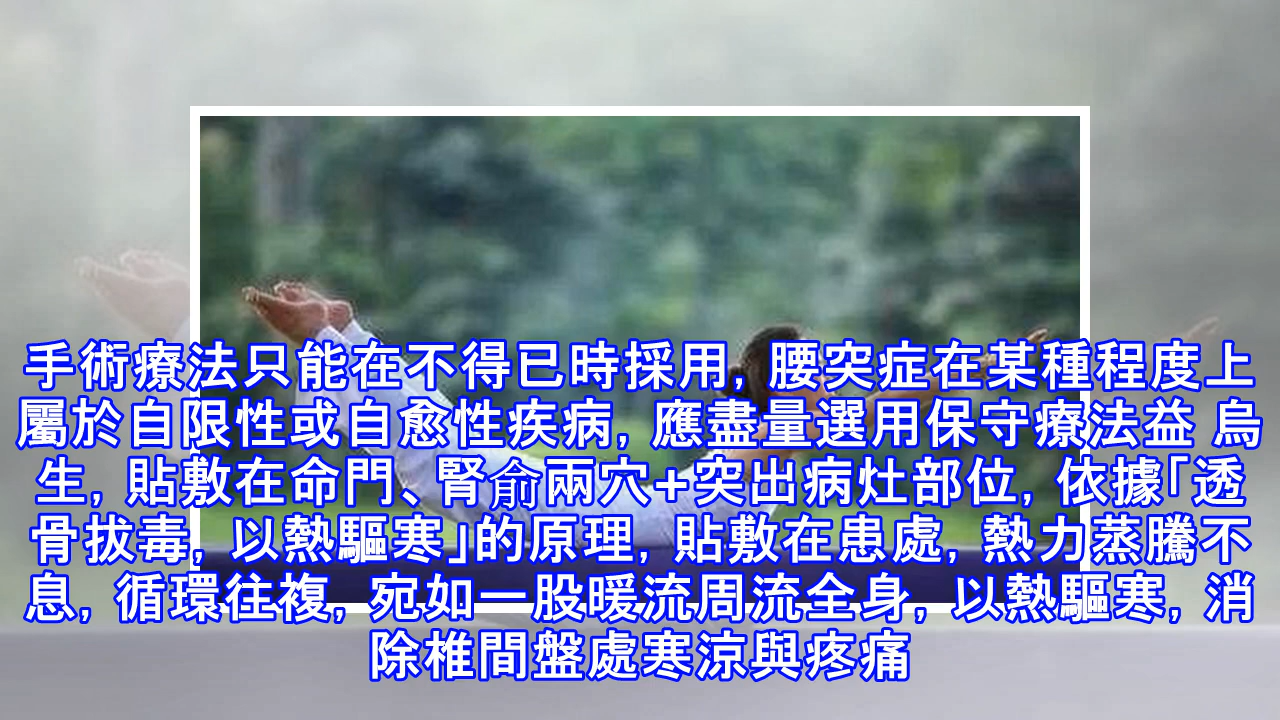 手術療法只能在不得已時採用, 腰突症在某種程度上
屬於自限性或自愈性疾病, 應盡量選用保守療法益 烏
生, 貼敷在命門、腎俞兩穴+突出病灶部位, 依據「透
骨拔毒, 以熱驅寒」的原理, 貼敷在患處, 熱力蒸騰不
息, 循環往複, 宛如一股暖流周流全身, 以熱驅寒, 消
除椎間盤處寒涼與疼痛